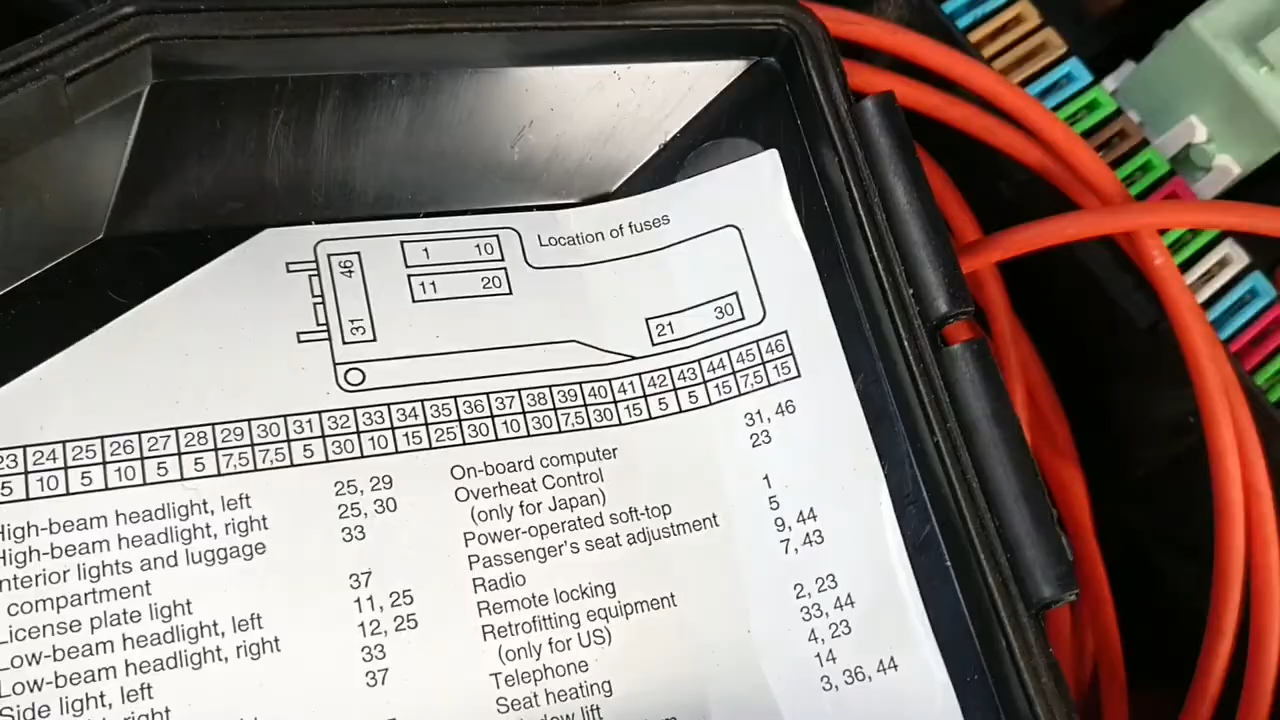 Location of fuses
46
1 10
11 20
31
21 30
23 24 25 26 27 28 29 30 31 32 33 34 35 36 37 38 39 40 41 42 43 44 45 46
5 10 5 10 5 5 7,5 7,5 5 30 10 15 25 30 10 30 7,5 30 15 5 5 15 7,5 15
High-beam headlight, left 25, 29
High-beam headlight, right 25, 30
nterior lights and luggage 33
compartment
License plate light 37
Low-beam headlight, left 11, 25
Low-beam headlight, right 12, 25
Side light, left 33
right 37
On-board computer 31, 46
Overheat Control 23
(only for Japan)
Power-operated soft-top 1
Passenger's seat adjustment 5
Radio 9, 44
Remote locking 7, 43
Retrofitting equipment
(only for US) 2, 23
Telephone 33, 44
Seat heating 4, 23
14
3, 36, 44